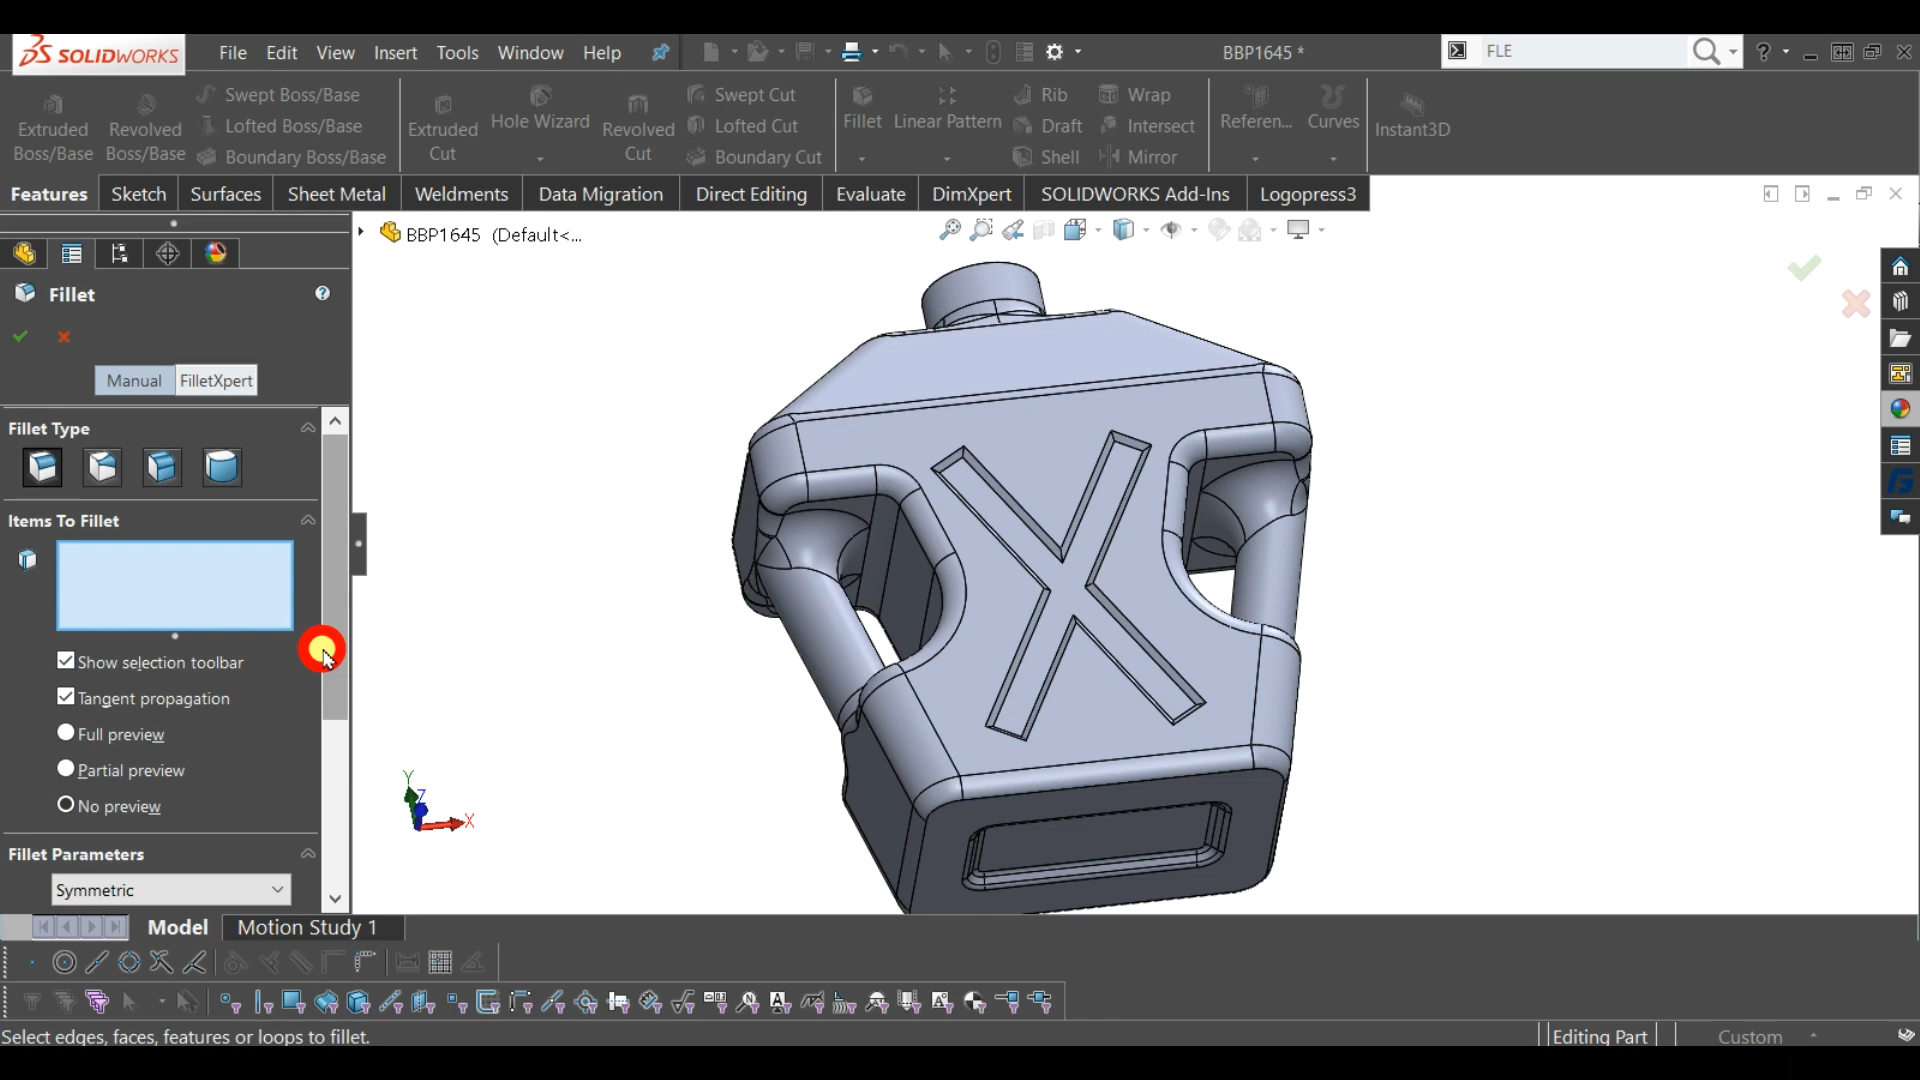 SOLIDWORKS File Edit View Insert Tools Window Help BBP1645 * FLE
Extruded Boss/Base
Revolved Boss/Base
Swept Boss/Base
Lofted Boss/Base
Boundary Boss/Base
Extruded Cut
Hole Wizard
Revolved Cut
Swept Cut
Lofted Cut
Boundary Cut
Fillet
Linear Pattern
Rib
Draft
Shell
Wrap
Intersect
Mirror
Referen...
Curves
Instant3D
Features Sketch Surfaces Sheet Metal Weldments Data Migration Direct Editing Evaluate DimXpert SOLIDWORKS Add-Ins Logopress3
BBP1645 (Default<...
Fillet
Manual FilletXpert
Fillet Type
Items To Fillet
Show selection toolbar
Tangent propagation
Full preview
Partial preview
No preview
Fillet Parameters
Symmetric
Y
Z
X
Model Motion Study 1
Select edges, faces, features or loops to fillet. Editing Part Custom